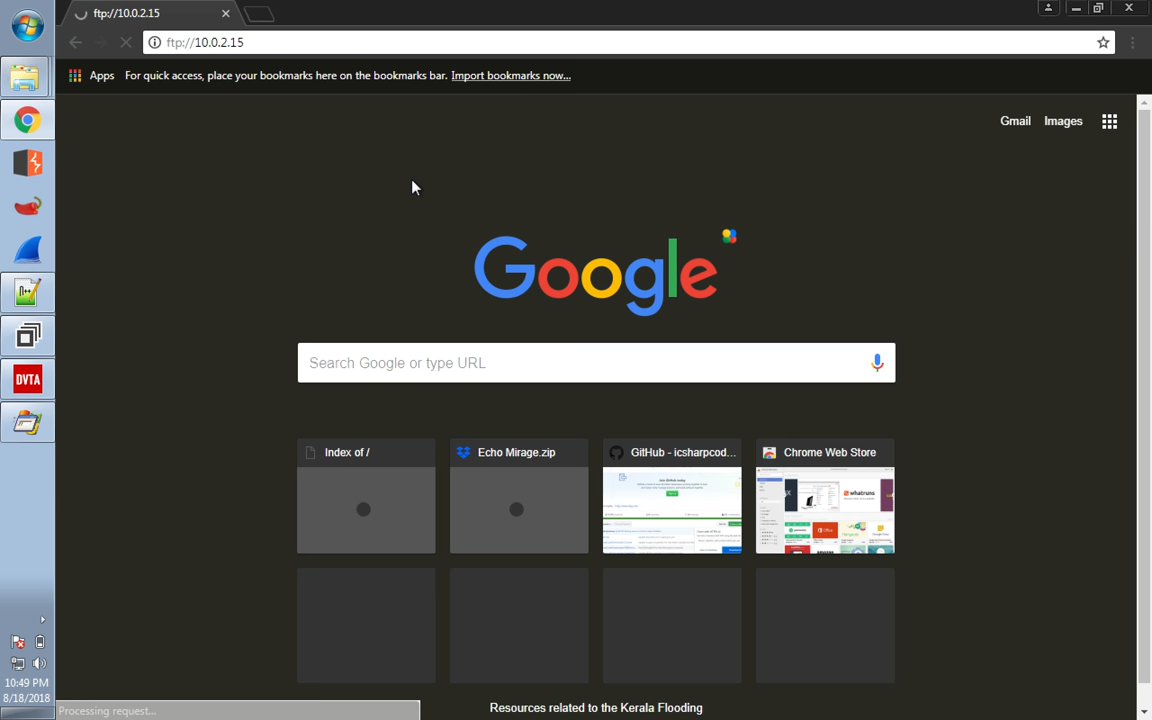 ftp://10.0.2.15
ftp://10.0.2.15
Apps For quick access, place your bookmarks here on the bookmarks bar. Import bookmarks now...
Gmail Images
Google
Search Google or type URL
Index of /
Echo Mirage.zip
GitHub - icsharpcod...
Chrome Web Store
whatruns
Office
n++
DVTA
10:49 PM
8/18/2018
Processing request...
Resources related to the Kerala Flooding